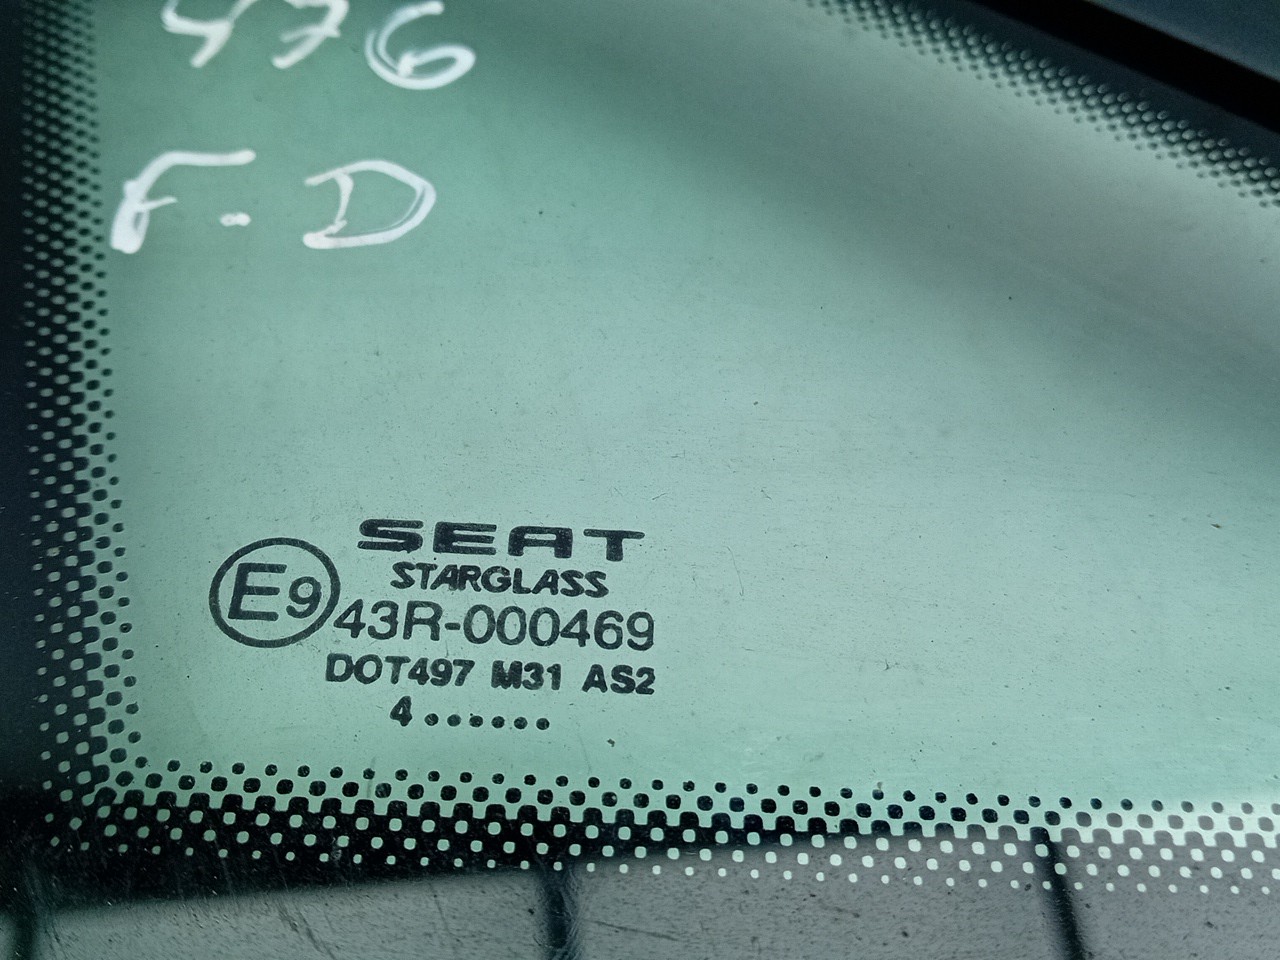 476
F.D
SEAT
STARGLASS
E9 43R-000469
DOT497 M31 AS2
4......